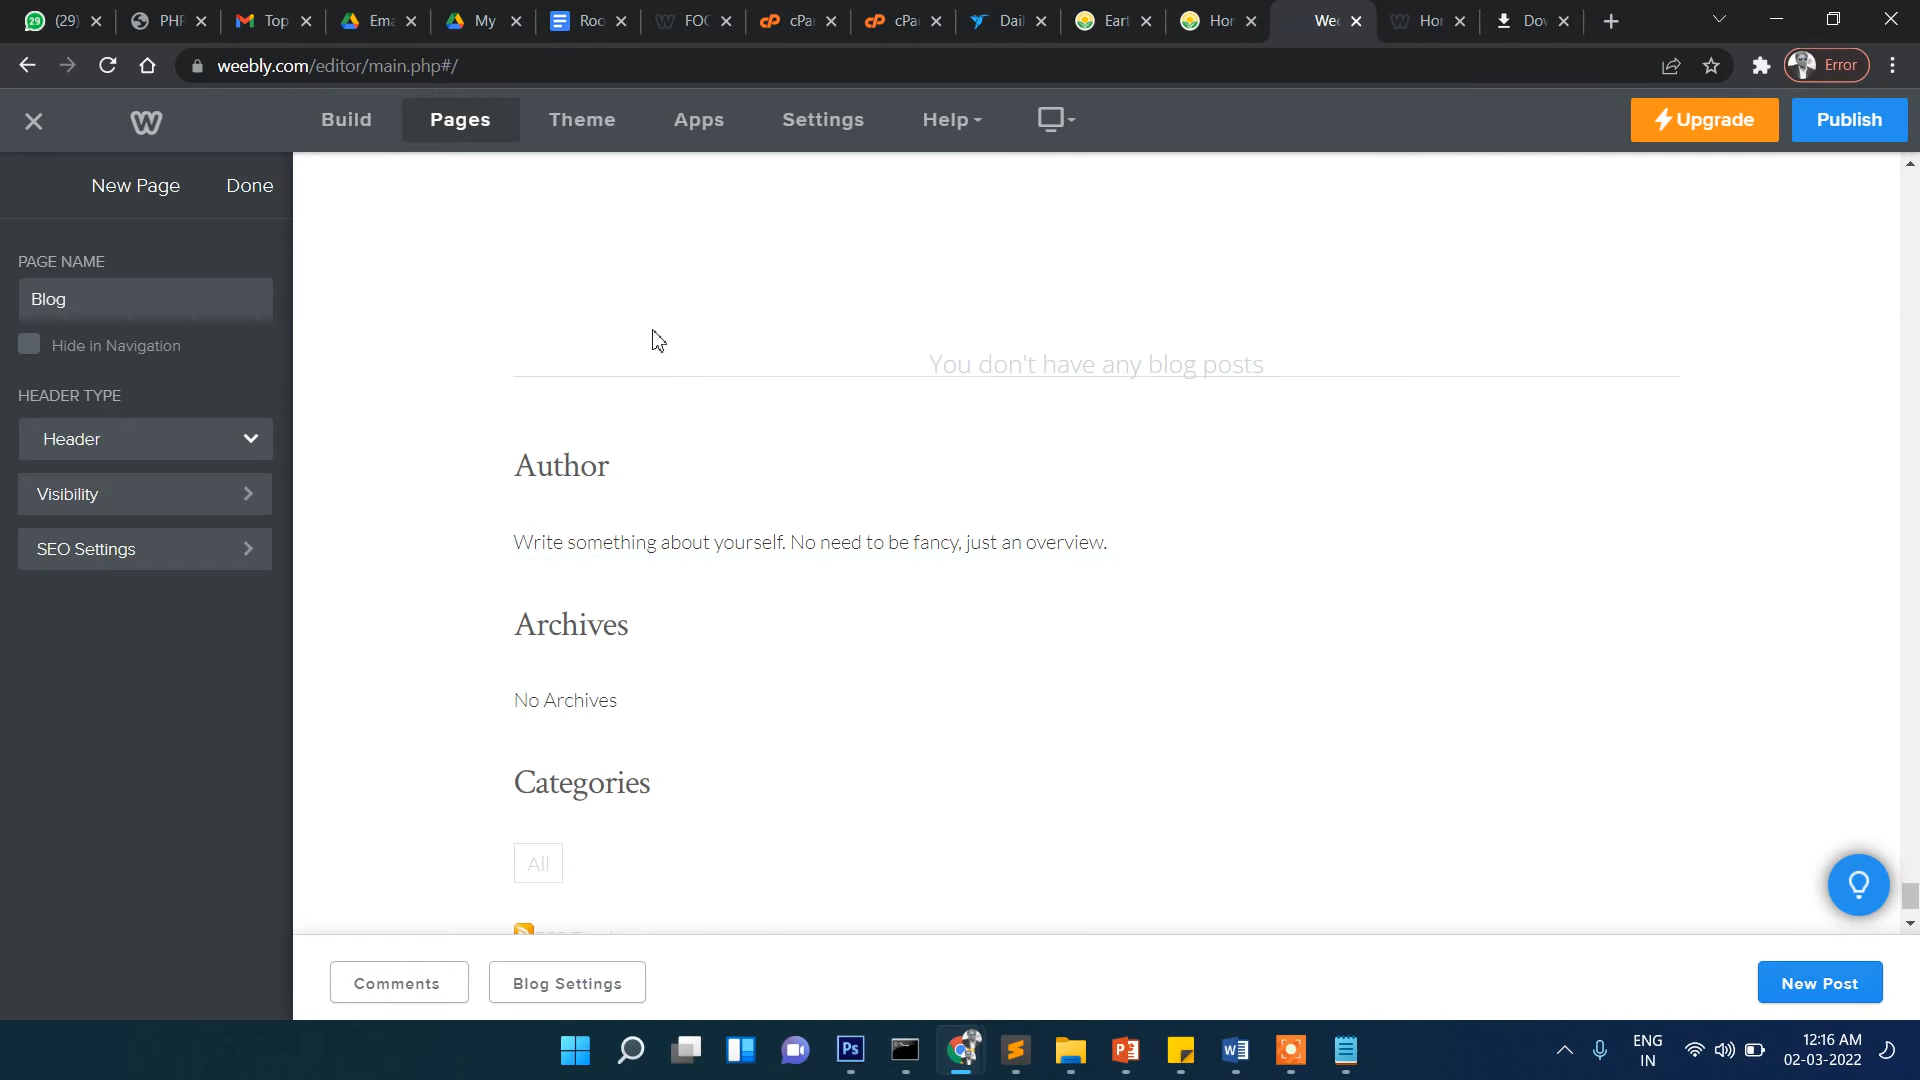 (29) PHP Top Ema My Roo FOC cPa cPa Dail Eart Hor Wee Hor Dov
weebly.com/editor/main.php#/
Error
Build Pages Theme Apps Settings Help Upgrade Publish
New Page Done
PAGE NAME
Blog
Hide in Navigation
HEADER TYPE
Header
Visibility
SEO Settings
You don't have any blog posts
Author
Write something about yourself. No need to be fancy, just an overview.
Archives
No Archives
Categories
All
Comments Blog Settings New Post
ENG 12:16 AM
IN 02-03-2022